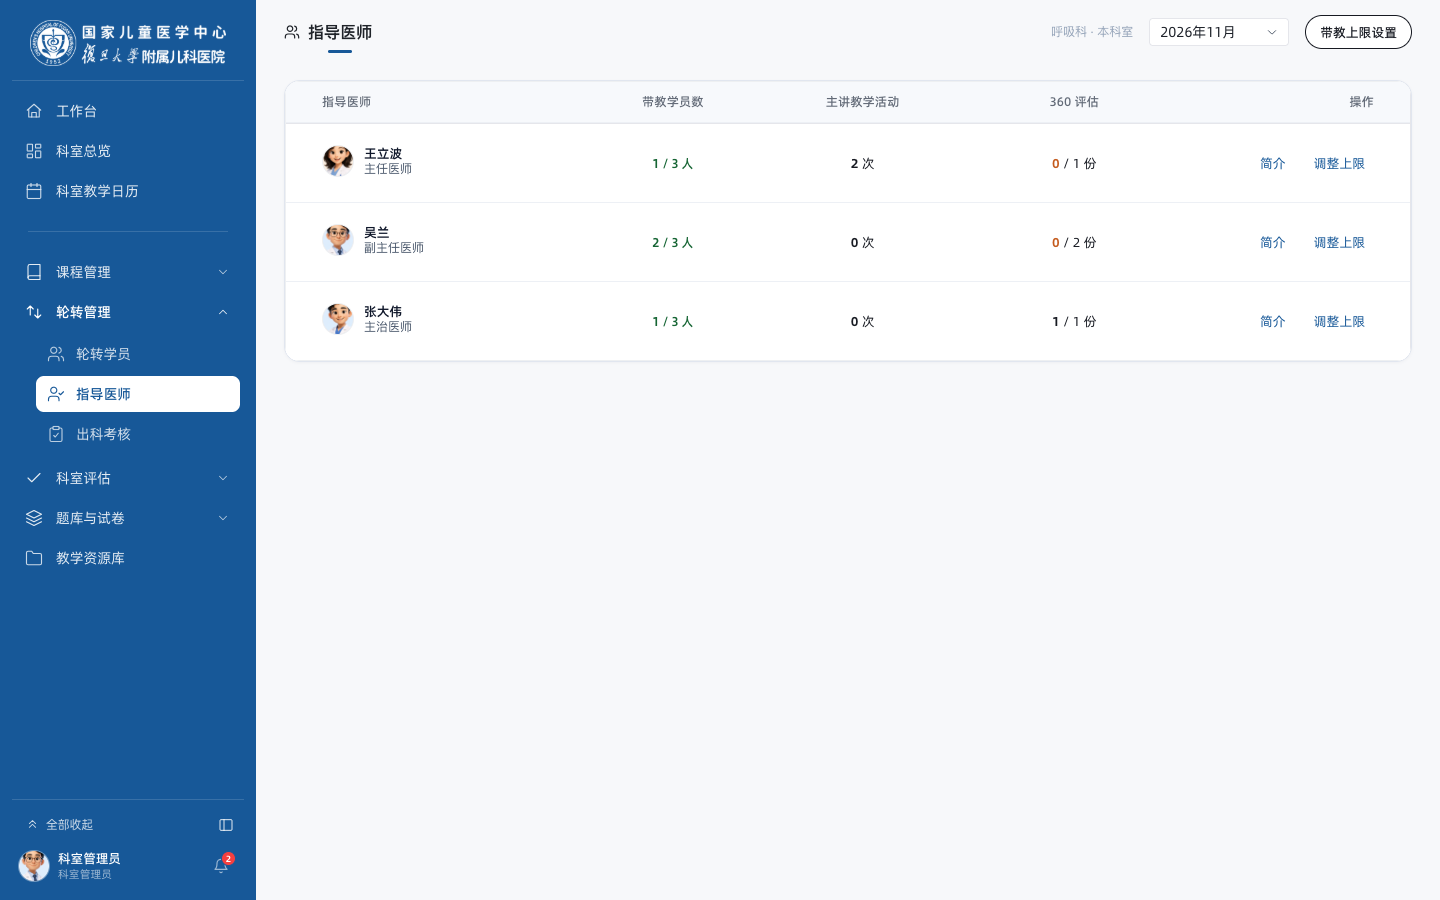 国家儿童医学中心
復旦大学附属儿科医院
1952
工作台
科室总览
科室教学日历
课程管理
轮转管理
轮转学员
指导医师
出科考核
科室评估
题库与试卷
教学资源库
全部收起
科室管理员
科室管理员
2
指导医师
呼吸科 · 本科室
2026年11月
带教上限设置
指导医师 带教学员数 主讲教学活动 360 评估 操作
王立波
主任医师
1 / 3 人 2 次 0 / 1 份 简介 调整上限
吴兰
副主任医师
2 / 3 人 0 次 0 / 2 份 简介 调整上限
张大伟
主治医师
1 / 3 人 0 次 1 / 1 份 简介 调整上限